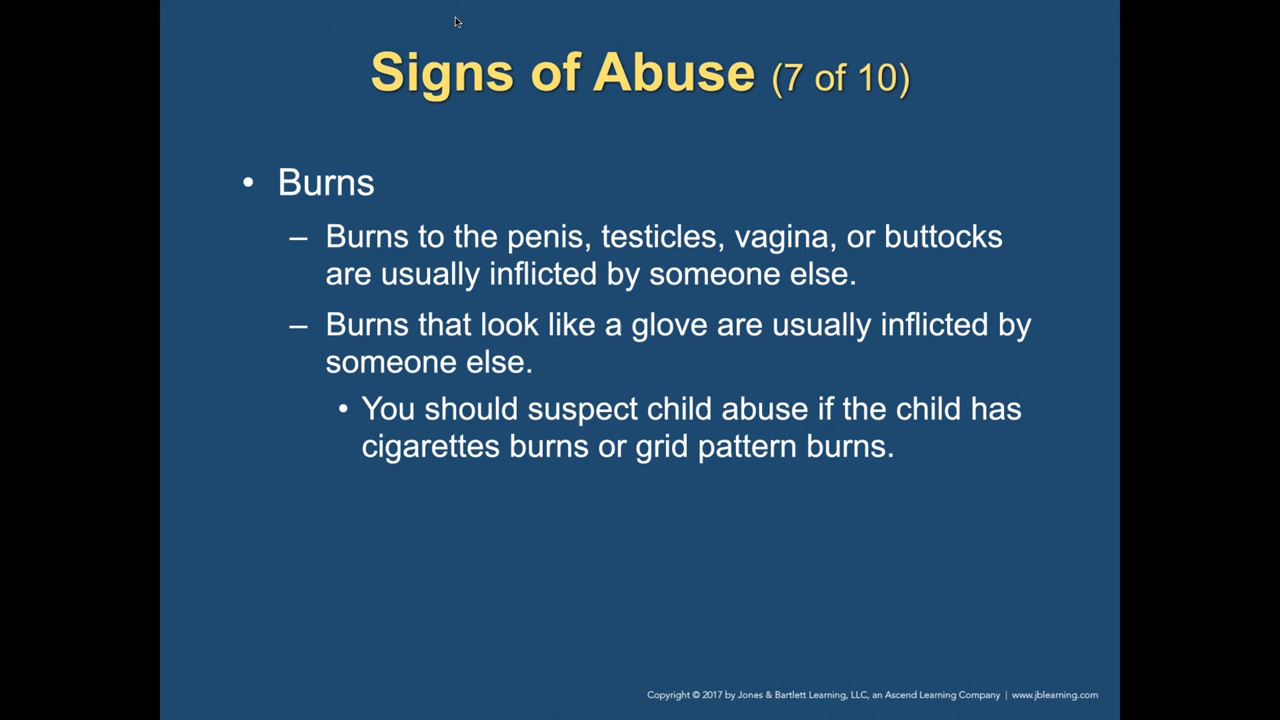 Signs of Abuse (7 of 10)
• Burns
– Burns to the penis, testicles, vagina, or buttocks
are usually inflicted by someone else.
– Burns that look like a glove are usually inflicted by
someone else.
• You should suspect child abuse if the child has
cigarettes burns or grid pattern burns.
Copyright © 2017 by Jones & Bartlett Learning, LLC, an Ascend Learning Company | www.jblearning.com